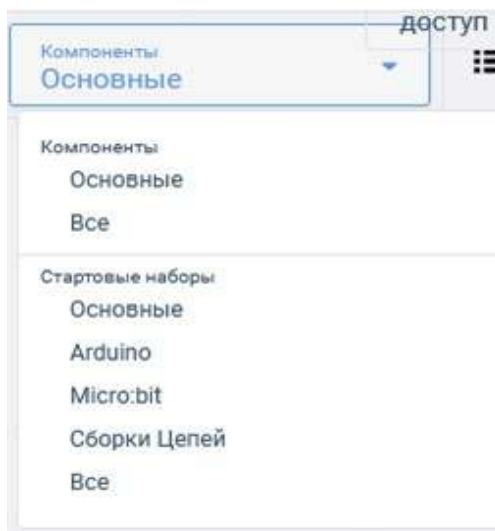 доступ
Компоненты
Основные
Компоненты
Основные
Все
Стартовые наборы
Основные
Arduino
Micro:bit
Сборки Цепей
Все